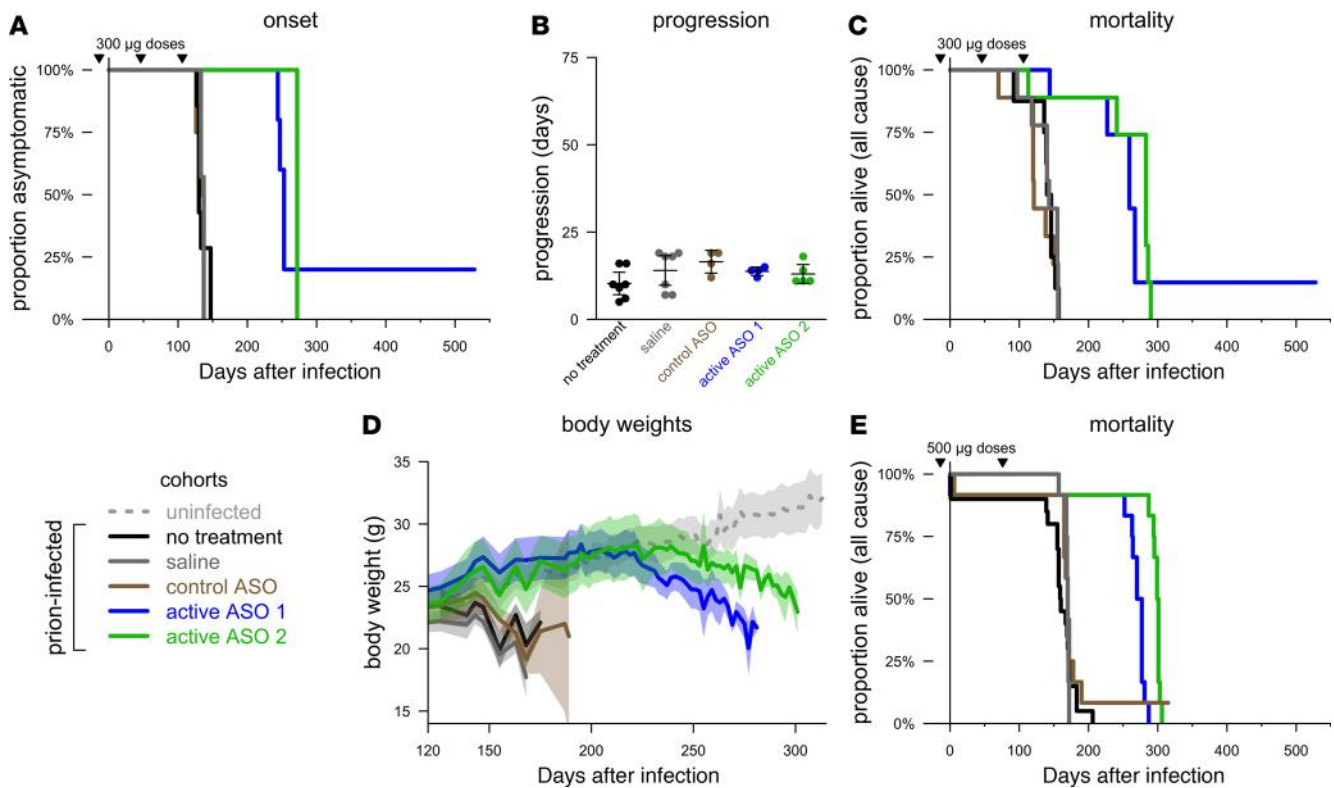 A
onset
300 µg doses
100%
75%
50%
25%
0%
proportion asymptomatic
0
100
200
300
400
500
Days after infection
B
progression
75
50
25
0
progression (days)
no treatment
saline
control ASO
active ASO 1
active ASO 2
C
mortality
300 µg doses
100%
75%
50%
25%
0%
proportion alive (all cause)
0
100
200
300
400
500
Days after infection
cohorts
uninfected
no treatment
saline
control ASO
active ASO 1
active ASO 2
prion-infected
D
body weights
35
30
25
20
15
body weight (g)
120
150
200
250
300
Days after infection
E
mortality
500 µg doses
100%
75%
50%
25%
0%
proportion alive (all cause)
0
100
200
300
400
500
Days after infection